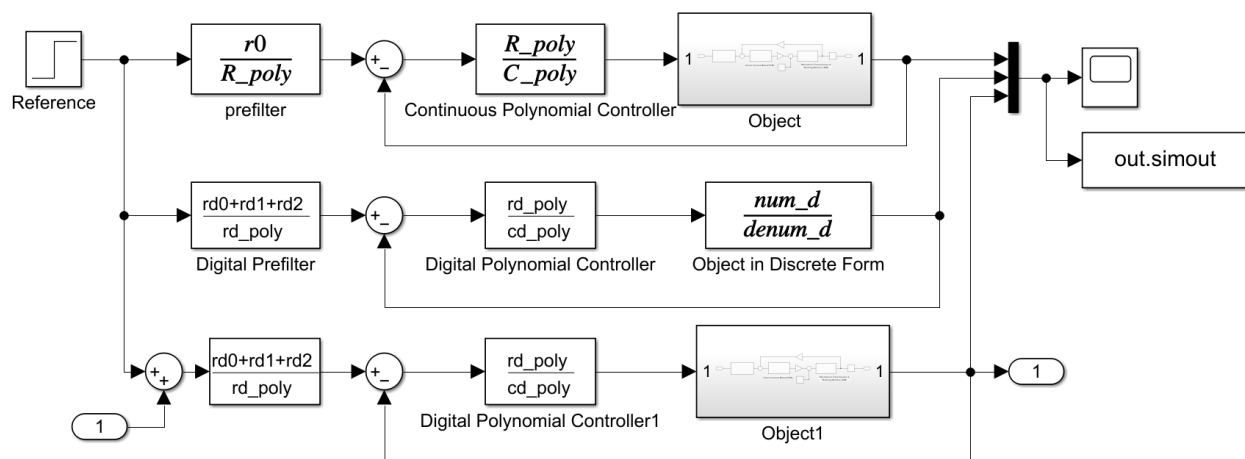 Reference
r0
R_poly
prefilter
+
−
R_poly
C_poly
Continuous Polynomial Controller
1
1
Object
out.simout
rd0+rd1+rd2
rd_poly
Digital Prefilter
+
−
rd_poly
cd_poly
Digital Polynomial Controller
num_d
denum_d
Object in Discrete Form
+
+
1
rd0+rd1+rd2
rd_poly
+
−
rd_poly
cd_poly
Digital Polynomial Controller1
1
1
Object1
1